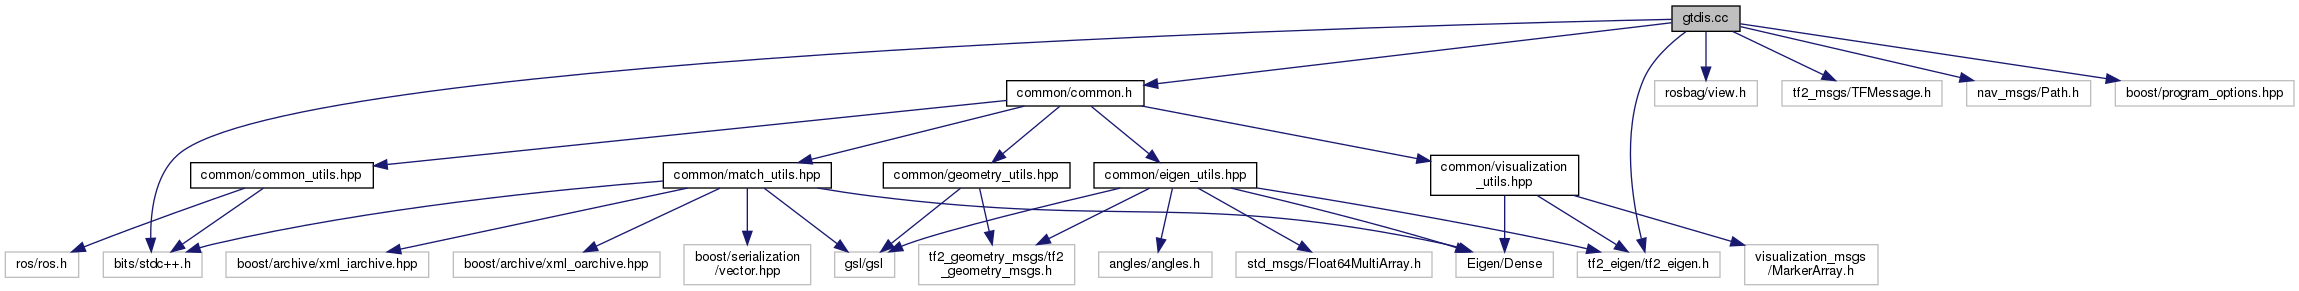 gtdis.cc
common/common.h
rosbag/view.h
tf2_msgs/TFMessage.h
nav_msgs/Path.h
boost/program_options.hpp
common/common_utils.hpp
common/match_utils.hpp
common/geometry_utils.hpp
common/eigen_utils.hpp
common/visualization
_utils.hpp
ros/ros.h
bits/stdc++.h
boost/archive/xml_iarchive.hpp
boost/archive/xml_oarchive.hpp
boost/serialization
/vector.hpp
gsl/gsl
tf2_geometry_msgs/tf2
_geometry_msgs.h
angles/angles.h
std_msgs/Float64MultiArray.h
Eigen/Dense
tf2_eigen/tf2_eigen.h
visualization_msgs
/MarkerArray.h